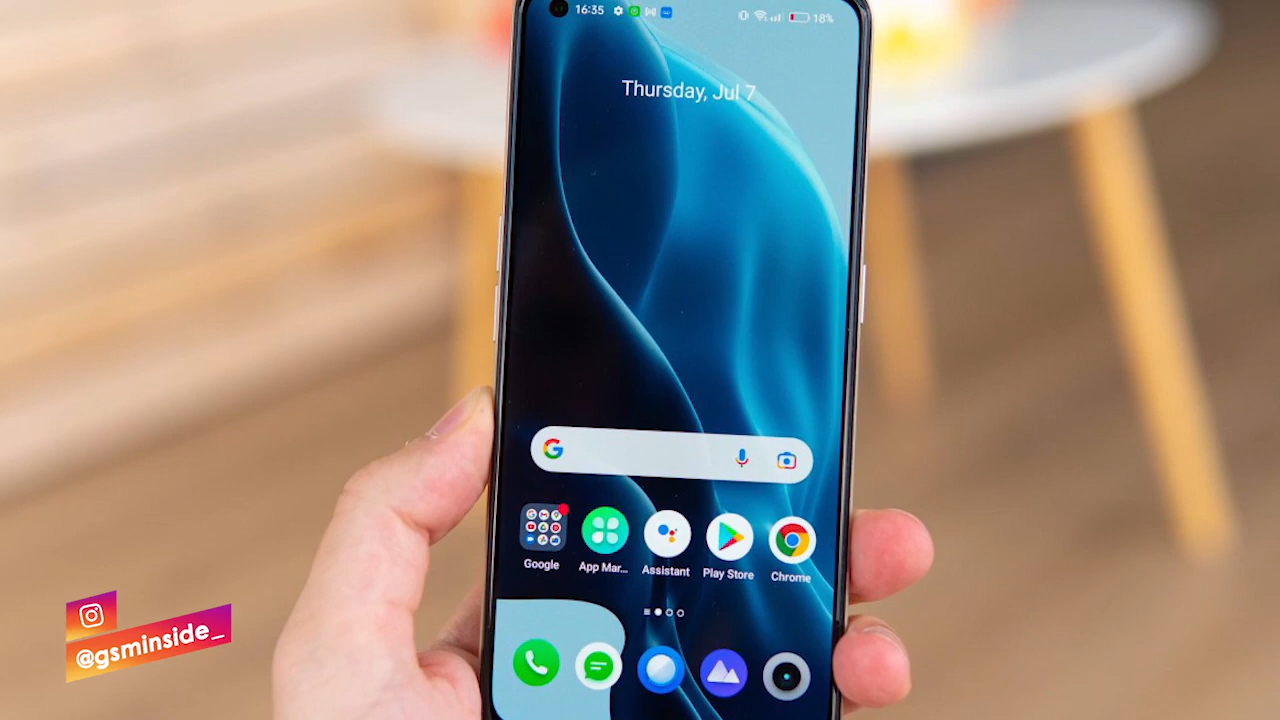 16:35
18%
Thursday, Jul 7
Google
App Mar...
Assistant
Play Store
Chrome
@gsminside_